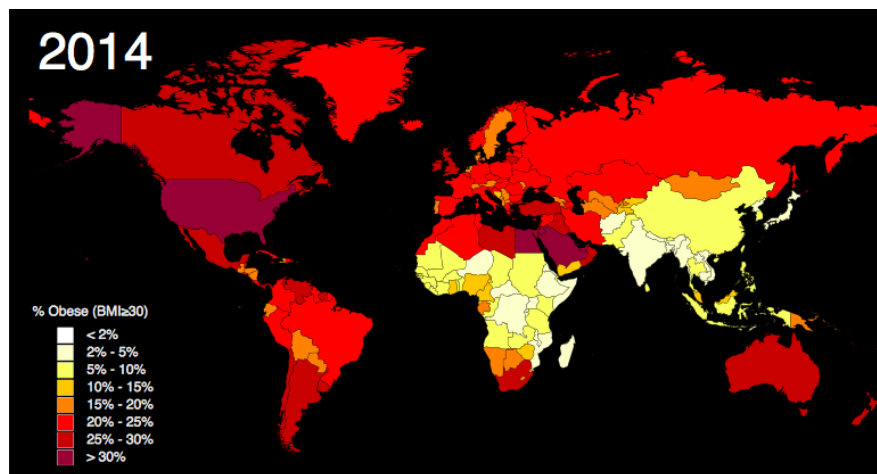 2014
% Obese (BMI≥30)
< 2%
2% - 5%
5% - 10%
10% - 15%
15% - 20%
20% - 25%
25% - 30%
> 30%